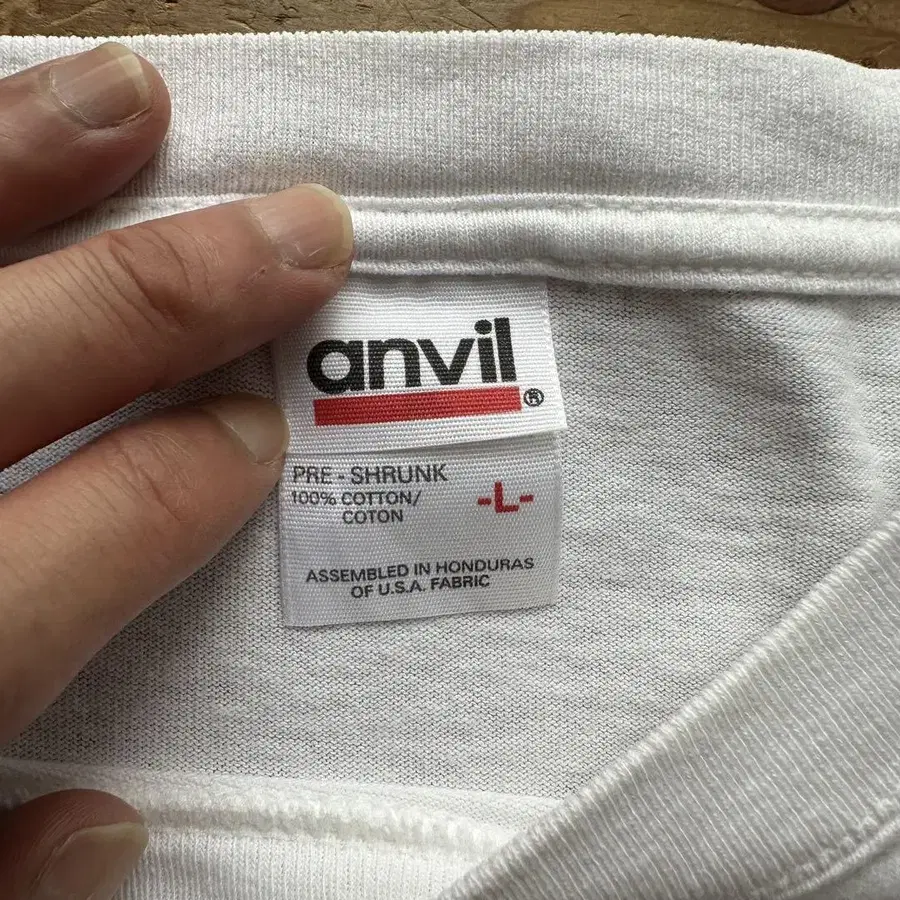 anvil®
PRE - SHRUNK
100% COTTON/
COTON
-L-
ASSEMBLED IN HONDURAS
OF U.S.A. FABRIC